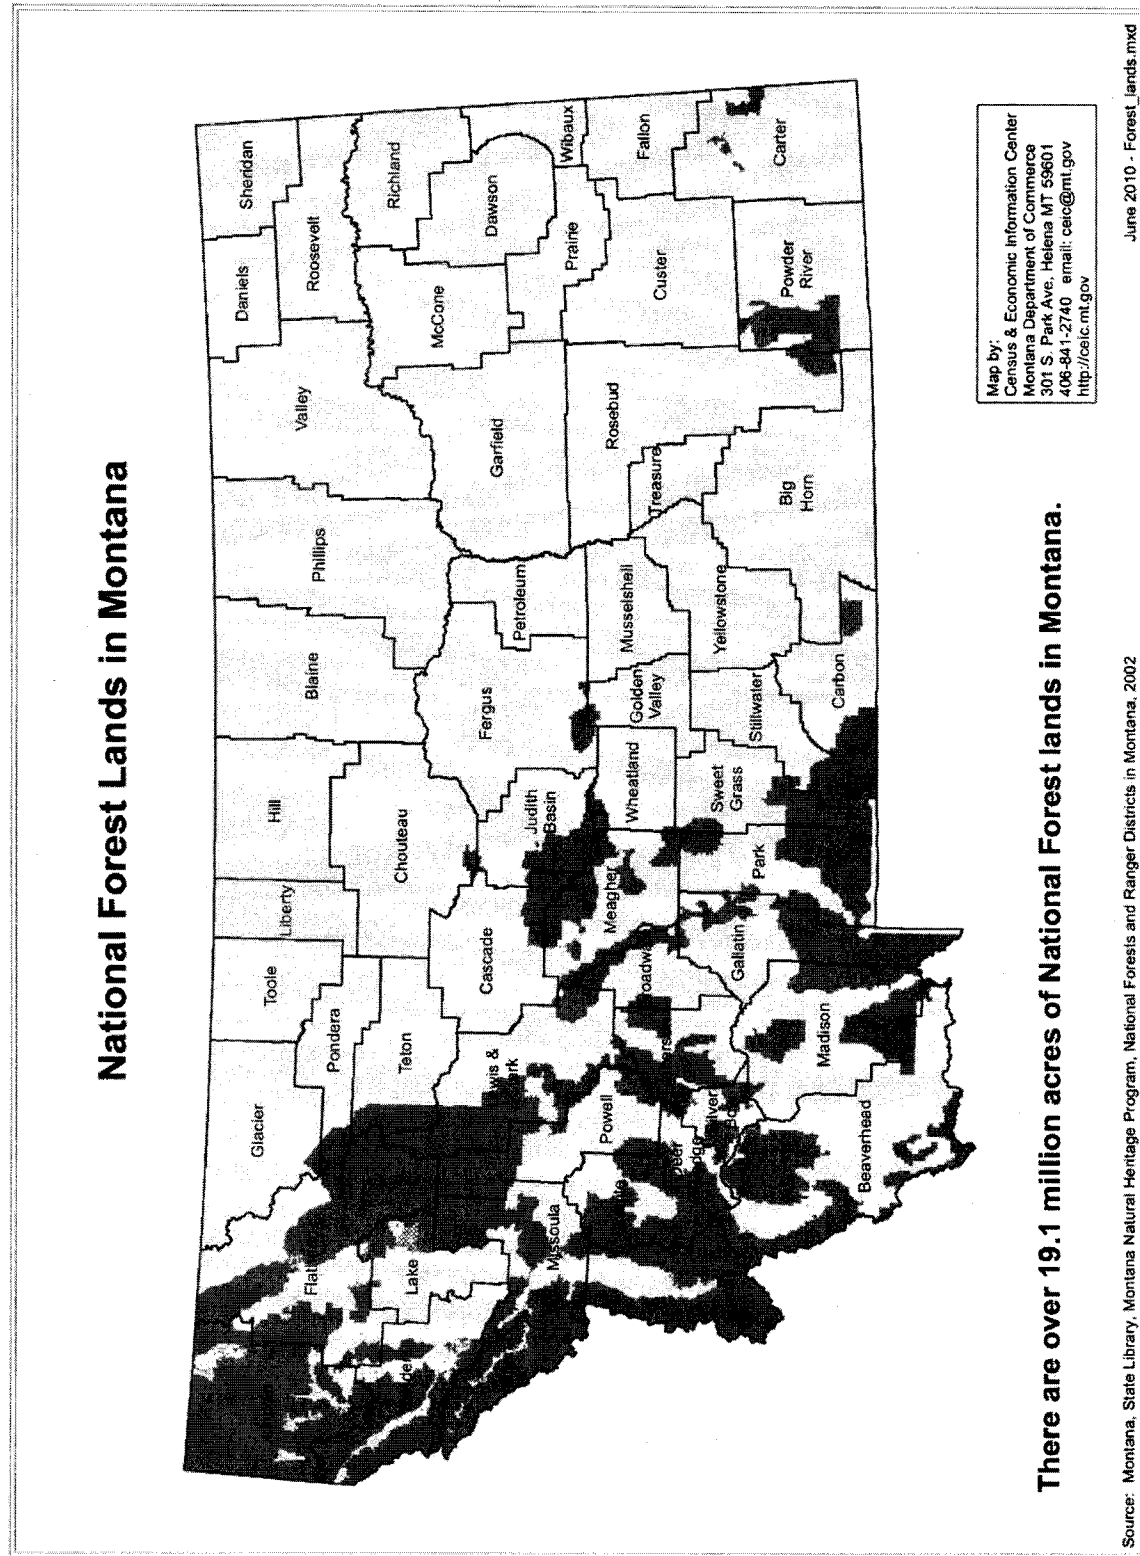 National Forest Lands in Montana
Glacier
Toole
Liberty
Hill
Blaine
Phillips
Valley
Daniels
Sheridan
Roosevelt
Pondera
Teton
Chouteau
Richland
McCone
Dawson
Lake
Cascade
Fergus
Petroleum
Garfield
Prairie
Wibaux
Missoula
Powell
Judith
Basin
Meagher
Wheatland
Golden
Valley
Musselshell
Rosebud
Treasure
Custer
Fallon
Gallatin
Park
Sweet
Grass
Stillwater
Yellowstone
Big
Horn
Powder
River
Carter
Madison
Beaverhead
Carbon
Map by:
Census & Economic Information Center
Montana Department of Commerce
301 S. Park Ave, Helena MT 59601
406-841-2740 email: ceic@mt.gov
http://ceic.mt.gov
There are over 19.1 million acres of National Forest lands in Montana.
Source: Montana, State Library, Montana Natural Heritage Program, National Forests and Ranger Districts in Montana, 2002
June 2010 - Forest_lands.mxd